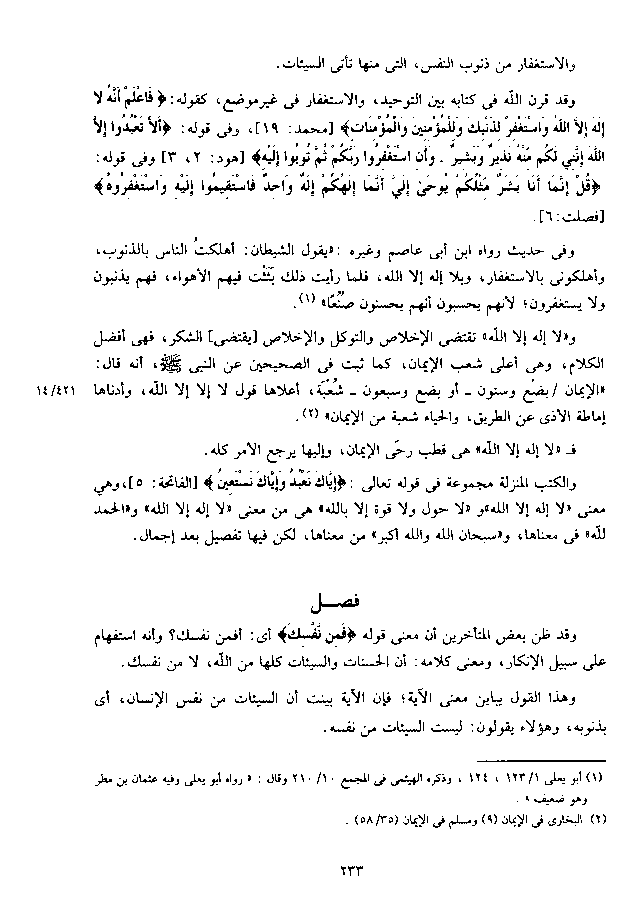 والاستغفار من ذنوب النفس، التى منها تأتى السيئات.
وقد قرن الله فى كتابه بين التوحيد، والاستغفار فى غيرموضع، كقوله: ﴿ فَاعْلَمْ أَنَّهُ لا
إِلَهَ إِلاَّ اللَّهُ وَاسْتَغْفِرْ لِذَنْبِكَ وَلِلْمُؤْمِنِينَ وَالْمُؤْمِنَاتِ﴾ [محمد: ١٩]، وفى قوله: ﴿أَلاَّ تَعْبُدُوا إِلاَّ
اللَّهَ إِنَّنِي لَكُم مِّنْهُ نَذِيرٌ وَبَشِيرٌ . وَأَنِ اسْتَغْفِرُوا رَبَّكُمْ ثُمَّ تُوبُوا إِلَيْهِ﴾ [هود: ٢، ٣] وفى قوله:
﴿قُلْ إِنَّمَا أَنَا بَشَرٌ مِّثْلُكُمْ يُوحَىٰ إِلَيَّ أَنَّمَا إِلَهُكُمْ إِلَهٌ وَاحِدٌ فَاسْتَقِيمُوا إِلَيْهِ وَاسْتَغْفِرُوهُ﴾
[فصلت: ٦].
وفى حديث رواه ابن أبى عاصم وغيره :«يقول الشيطان: أهلكتُ الناس بالذنوب،
وأهلكونى بالاستغفار، وبلا إله إلا الله، فلما رأيت ذلك بَثَثْت فيهم الأهواء، فهم يذنبون
ولا يستغفرون؛ لأنهم يحسبون أنهم يحسنون صُنْعًا» (١).
و«لا إله إلا الله» تقتضى الإخلاص والتوكل والإخلاص [يقتضى] الشكر، فهى أفضل
الكلام، وهى أعلى شعب الإيمان، كما ثبت فى الصحيحين عن النبى ﷺ، أنه قال:
«الإيمان / بِضْع وستون ـ أو بضع وسبعون ـ شُعْبَة، أعلاها قول لا إلا إلا الله، وأدناها ١٤/٤٢١
إماطة الأذى عن الطريق، والحياء شعبة من الإيمان» (٢).
فـ «لا إله إلا الله» هى قطب رحَى الإيمان، وإليها يرجع الأمر كله.
والكتب المنزلة مجموعة فى قوله تعالى :﴿إِيَّاكَ نَعْبُدُ وَإِيَّاكَ نَسْتَعِينُ ﴾ [الفاتحة: ٥]،وهي
معنى «لا إله إلا الله»و «لا حول ولا قوة إلا بالله» هى من معنى «لا إله إلا الله» و«الحمد
لله» فى معناها، و«سبحان الله والله اكبر» من معناها، لكن فيها تفصيل بعد إجمال.
فصـــل
وقد ظن بعض المتأخرين أن معنى قوله ﴿فَمِن نَّفْسِكَ﴾ أى: أفمن نفسك؟ وأنه استفهام
على سبيل الإنكار، ومعنى كلامه: أن الحسنات والسيئات كلها من الله، لا من نفسك.
وهذا القول يباين معنى الآية؛ فإن الآية بينت أن السيئات من نفس الإنسان، أى
بذنوبه، وهؤلاء يقولون: ليست السيئات من نفسه.
(١) أبو يعلى ١/ ١٢٣ ، ١٢٤ ، وذكره الهيثمى فى المجمع ١٠/ ٢١٠ وقال : « رواه أبو يعلى وفيه عثمان بن مطر
وهو ضعيف » .
(٢) البخارى فى الإيمان (٩) ومسلم فى الإيمان (٣٥/ ٥٨) .
٢٣٣